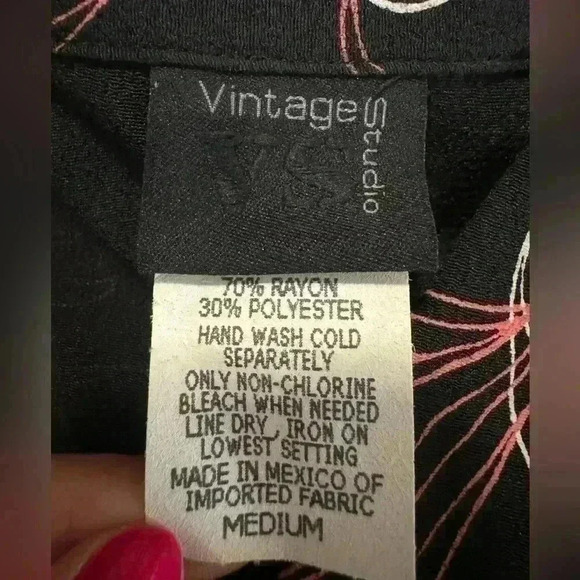 Vintage
Studio
70% RAYON
30% POLYESTER
HAND WASH COLD
SEPARATELY
ONLY NON-CHLORINE
BLEACH WHEN NEEDED
LINE DRY, IRON ON
LOWEST SETTING
MADE IN MEXICO OF
IMPORTED FABRIC
MEDIUM